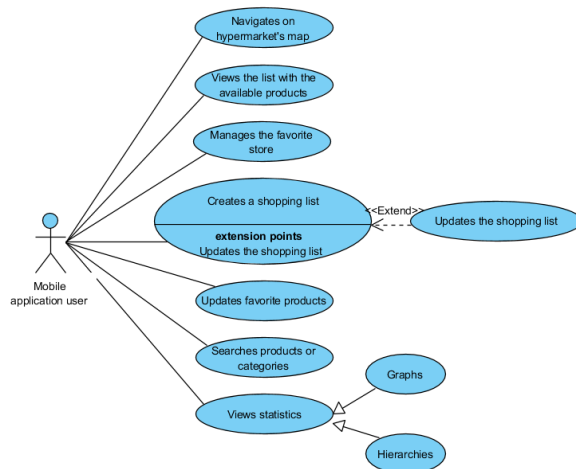 Navigates on
hypermarket's map
Views the list with the
available products
Manages the favorite
store
Creates a shopping list
extension points
Updates the shopping list
<<Extend>>
Updates the shopping list
Mobile
application user
Updates favorite products
Searches products or
categories
Views statistics
Graphs
Hierarchies